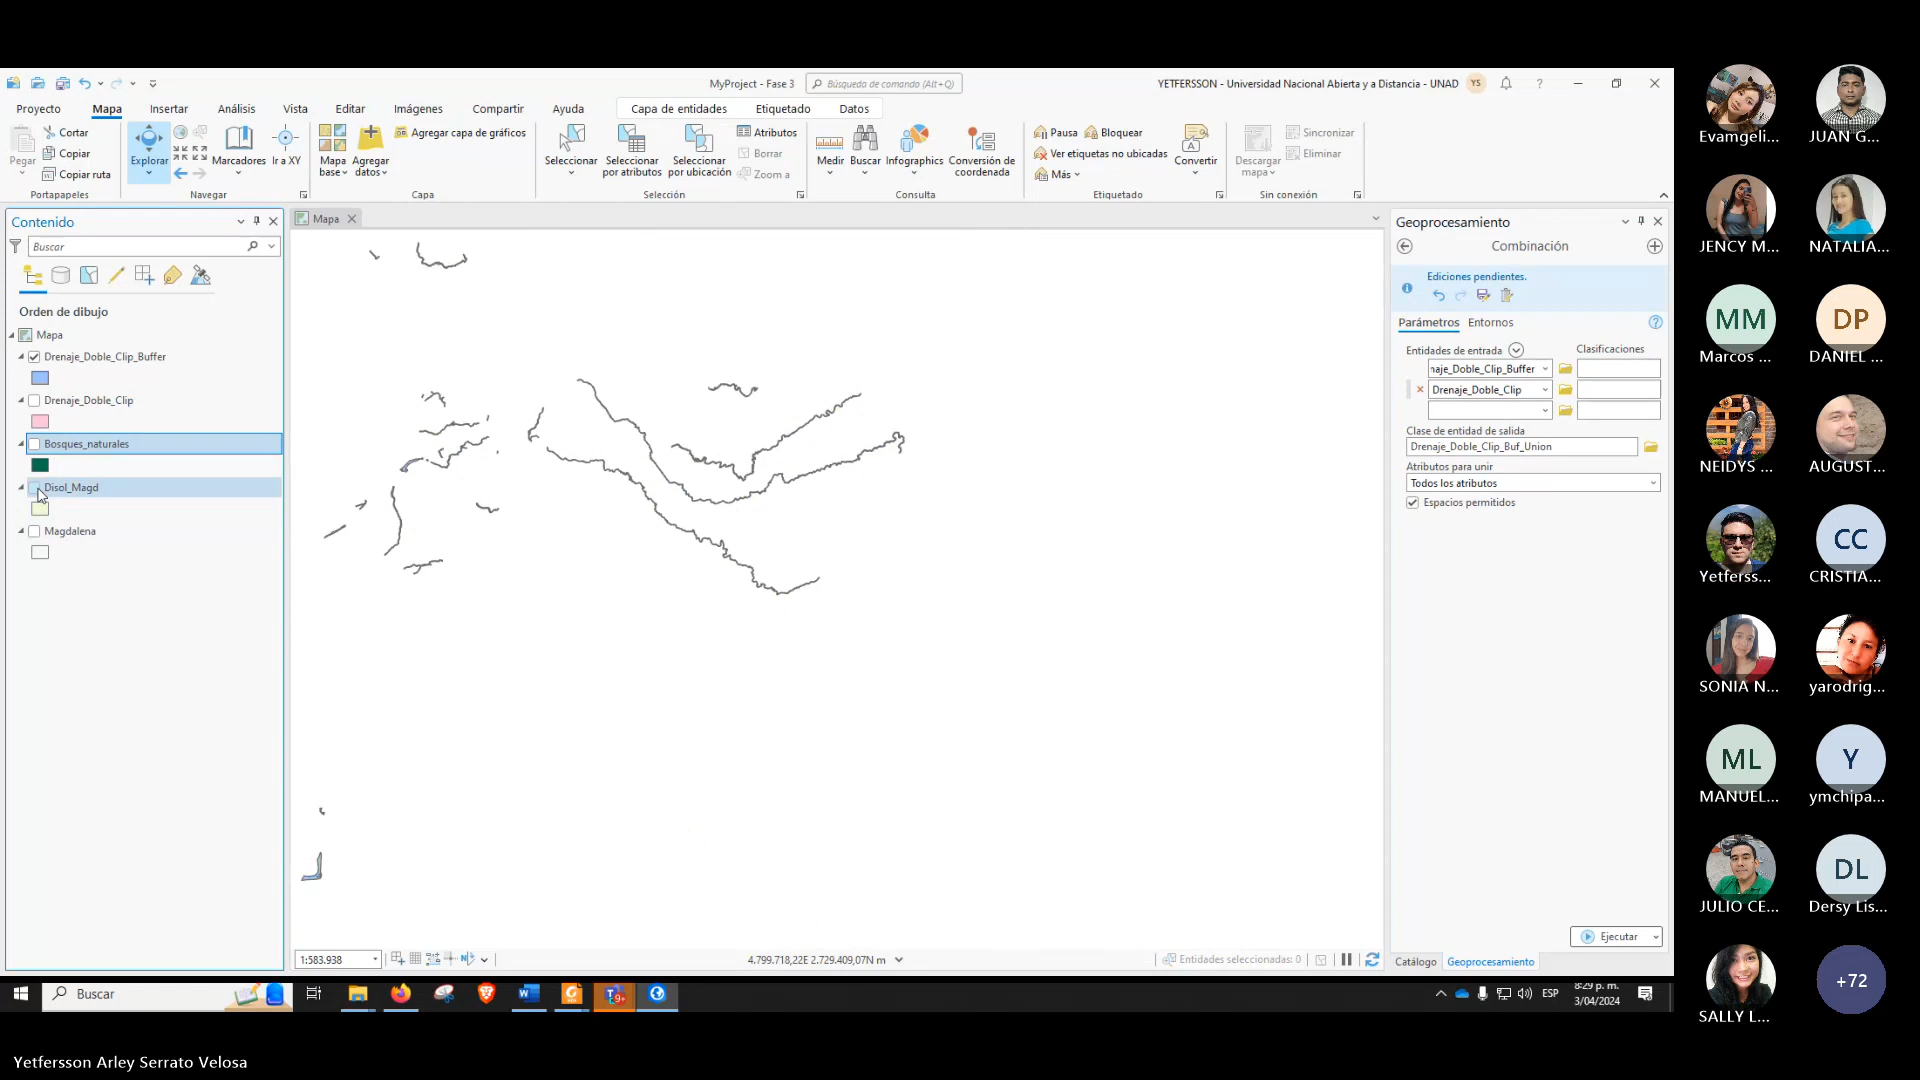 MyProject - Fase 3
Búsqueda de comando (Alt+Q)
YETFERSSON - Universidad Nacional Abierta y a Distancia - UNAD
YS
?
Proyecto
Mapa
Insertar
Análisis
Vista
Editar
Imágenes
Compartir
Ayuda
Capa de entidades
Etiquetado
Datos
Pegar
Cortar
Copiar
Copiar ruta
Portapapeles
Explorar
Marcadores
Ir a XY
Navegar
Mapa base
Agregar datos
Agregar capa de gráficos
Capa
Seleccionar
Seleccionar por atributos
Seleccionar por ubicación
Atributos
Borrar
Zoom a
Selección
Medir
Buscar
Infographics
Conversión de coordenada
Consulta
Pausa
Bloquear
Ver etiquetas no ubicadas
Más
Convertir
Etiquetado
Descargar mapa
Sincronizar
Eliminar
Sin conexión
Contenido
Buscar
Orden de dibujo
Mapa
Drenaje_Doble_Clip_Buffer
Drenaje_Doble_Clip
Bosques_naturales
Disol_Magd
Magdalena
Mapa
1:583.938
4.799.718,22E 2.729.409,07N m
Entidades seleccionadas: 0
Geoprocesamiento
Combinación
Ediciones pendientes.
Parámetros
Entornos
?
Entidades de entrada
Clasificaciones
naje_Doble_Clip_Buffer
Drenaje_Doble_Clip
Clase de entidad de salida
Drenaje_Doble_Clip_Buf_Union
Atributos para unir
Todos los atributos
Espacios permitidos
Ejecutar
Catálogo
Geoprocesamiento
Buscar
9+
ESP
8:29 p. m.
3/04/2024
Yetfersson Arley Serrato Velosa
Evamgeli...
JUAN G...
JENCY M...
NATALIA...
MM
Marcos ...
DP
DANIEL ...
NEIDYS ...
AUGUST...
Yetferss...
CC
CRISTIA...
SONIA N...
yarodrig...
ML
MANUEL...
Y
ymchipa...
JULIO CE...
DL
Dersy Lis...
SALLY L...
+72